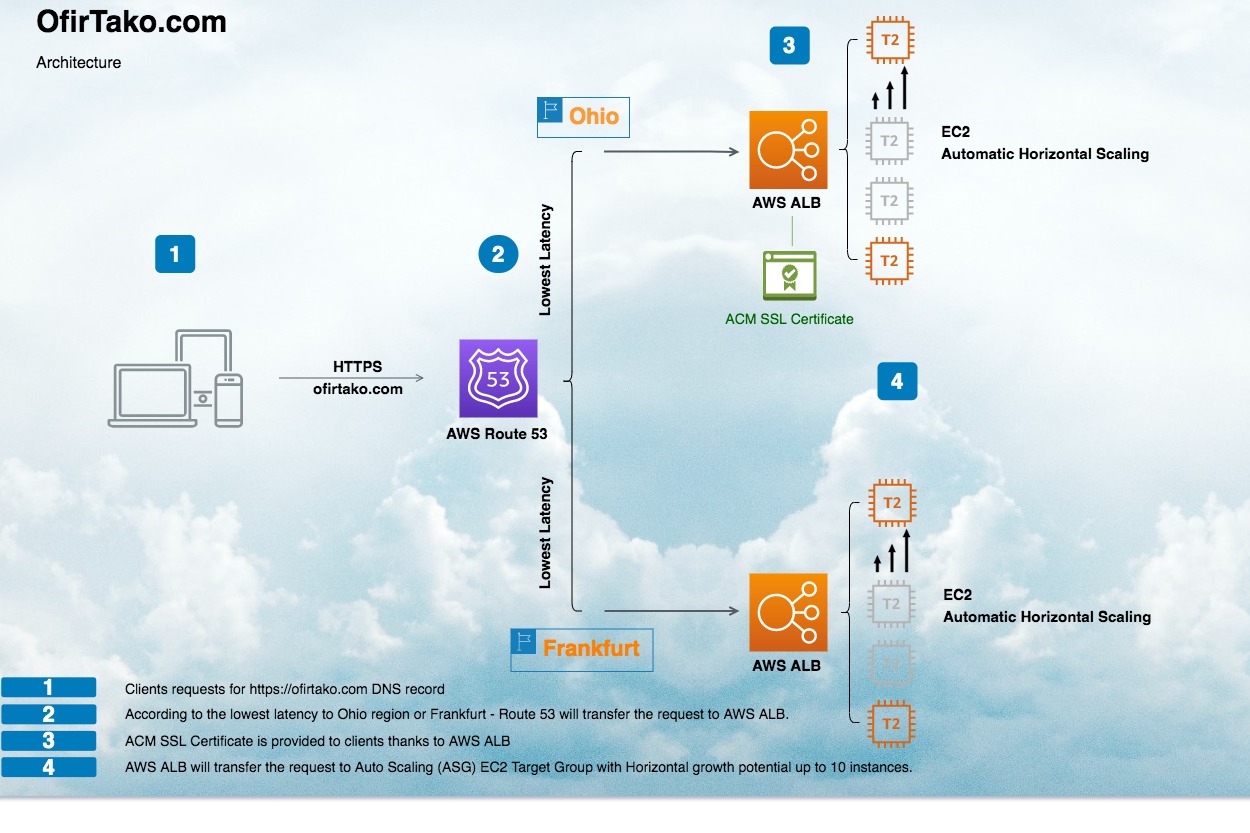 OfirTako.com
Architecture
3
T2
Ohio
T2
EC2
Automatic Horizontal Scaling
AWS ALB
T2
T2
ACM SSL Certificate
1
2
Lowest Latency
HTTPS
ofirtako.com
53
AWS Route 53
4
Lowest Latency
T2
T2
EC2
Automatic Horizontal Scaling
Frankfurt
AWS ALB
T2
T2
1 Clients requests for https://ofirtako.com DNS record
2 According to the lowest latency to Ohio region or Frankfurt - Route 53 will transfer the request to AWS ALB.
3 ACM SSL Certificate is provided to clients thanks to AWS ALB
4 AWS ALB will transfer the request to Auto Scaling (ASG) EC2 Target Group with Horizontal growth potential up to 10 instances.